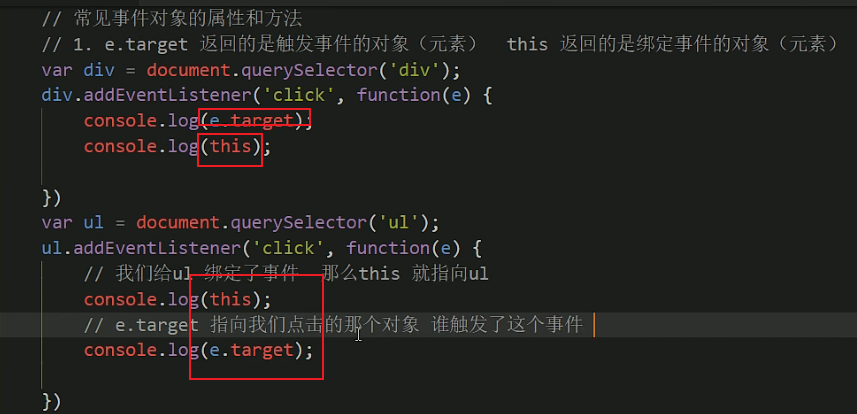 // 常见事件对象的属性和方法
// 1. e.target 返回的是触发事件的对象（元素）  this 返回的是绑定事件的对象（元素）
var div = document.querySelector('div');
div.addEventListener('click', function(e) {
console.log(e.target);
console.log(this);
})
var ul = document.querySelector('ul');
ul.addEventListener('click', function(e) {
// 我们给ul 绑定了事件  那么this 就指向ul
console.log(this);
// e.target 指向我们点击的那个对象 谁触发了这个事件
console.log(e.target);
})